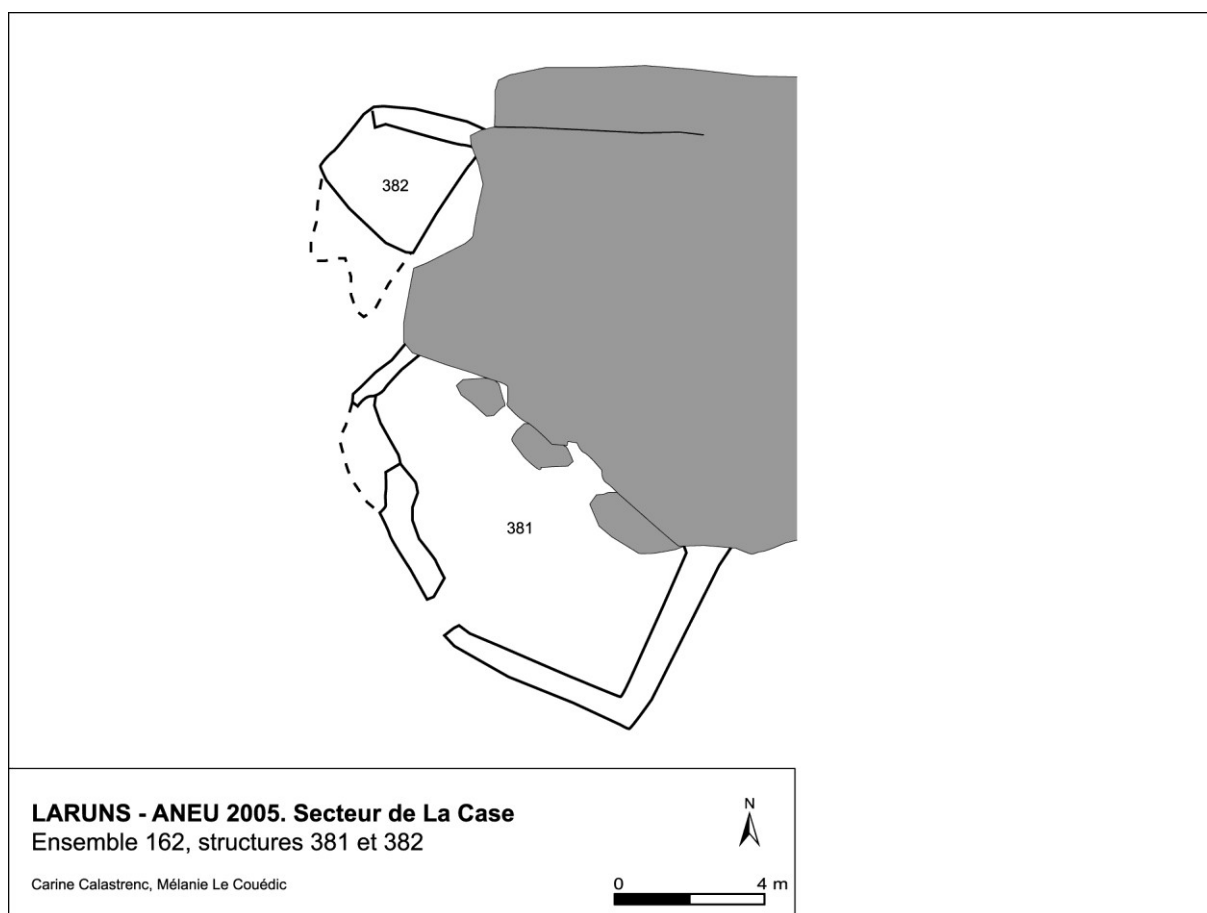 382
381
LARUNS - ANEU 2005. Secteur de La Case
Ensemble 162, structures 381 et 382
Carine Calastrenc, Mélanie Le Couédic
N
0 4 m